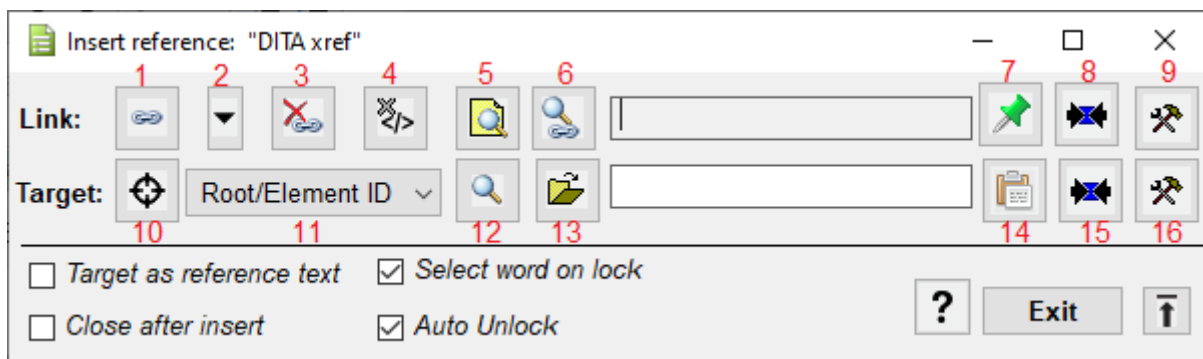 Insert reference: "DITA xref"
1 2 3 4 5 6 7 8 9
Link:
Target: Root/Element ID
10 11 12 13 14 15 16
Target as reference text Select word on lock
Close after insert Auto Unlock ? Exit